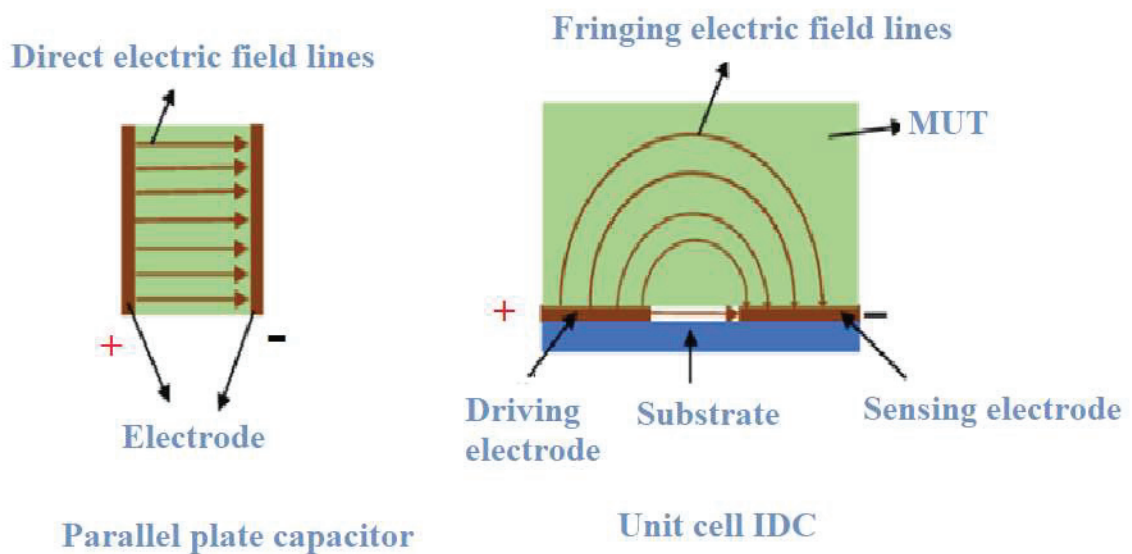 Direct electric field lines
+
-
Electrode
Parallel plate capacitor
Fringing electric field lines
MUT
+
-
Driving
electrode
Substrate
Sensing electrode
Unit cell IDC